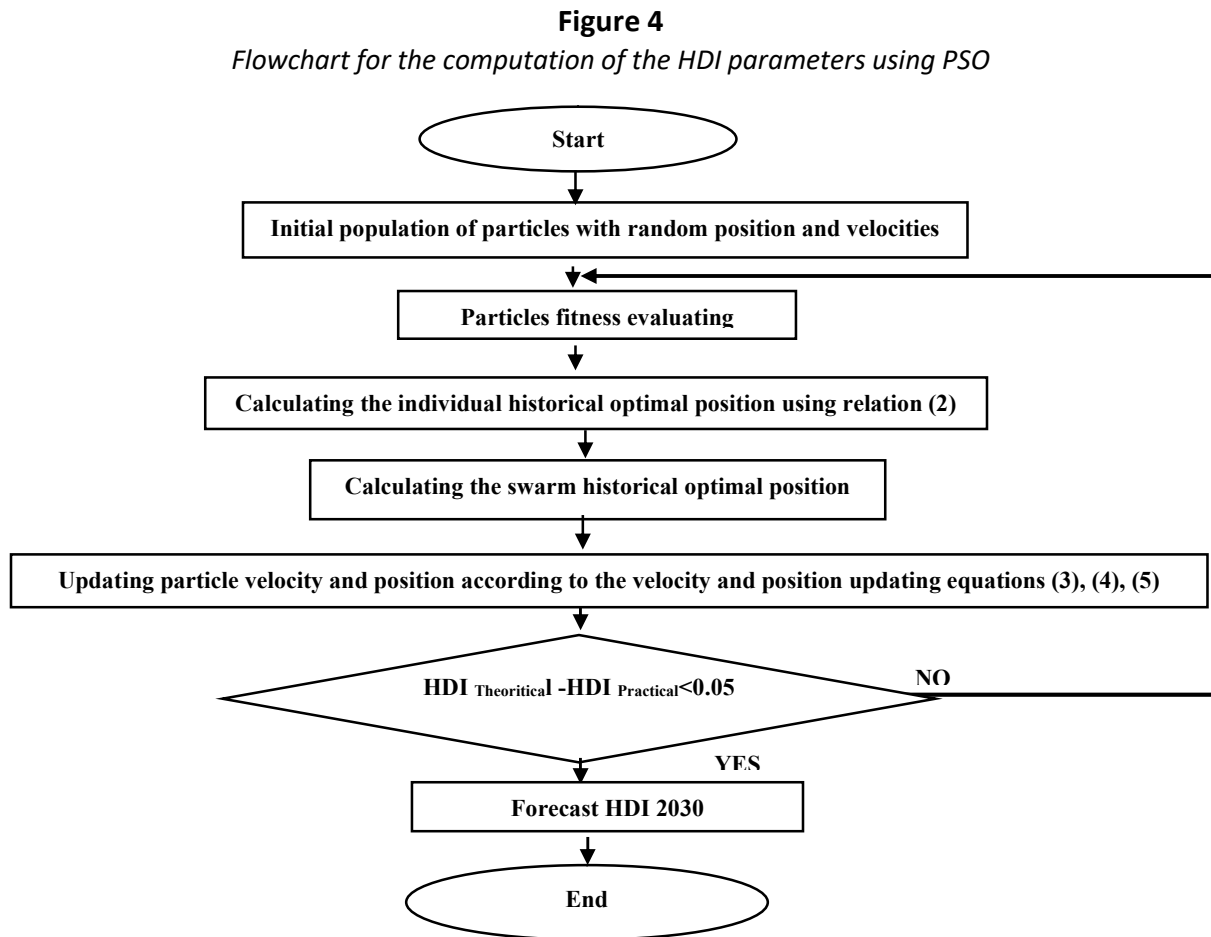 Figure 4
Flowchart for the computation of the HDI parameters using PSO
Start
Initial population of particles with random position and velocities
Particles fitness evaluating
Calculating the individual historical optimal position using relation (2)
Calculating the swarm historical optimal position
Updating particle velocity and position according to the velocity and position updating equations (3), (4), (5)
HDI Theoritical -HDI Practical<0.05
NO
YES
Forecast HDI 2030
End